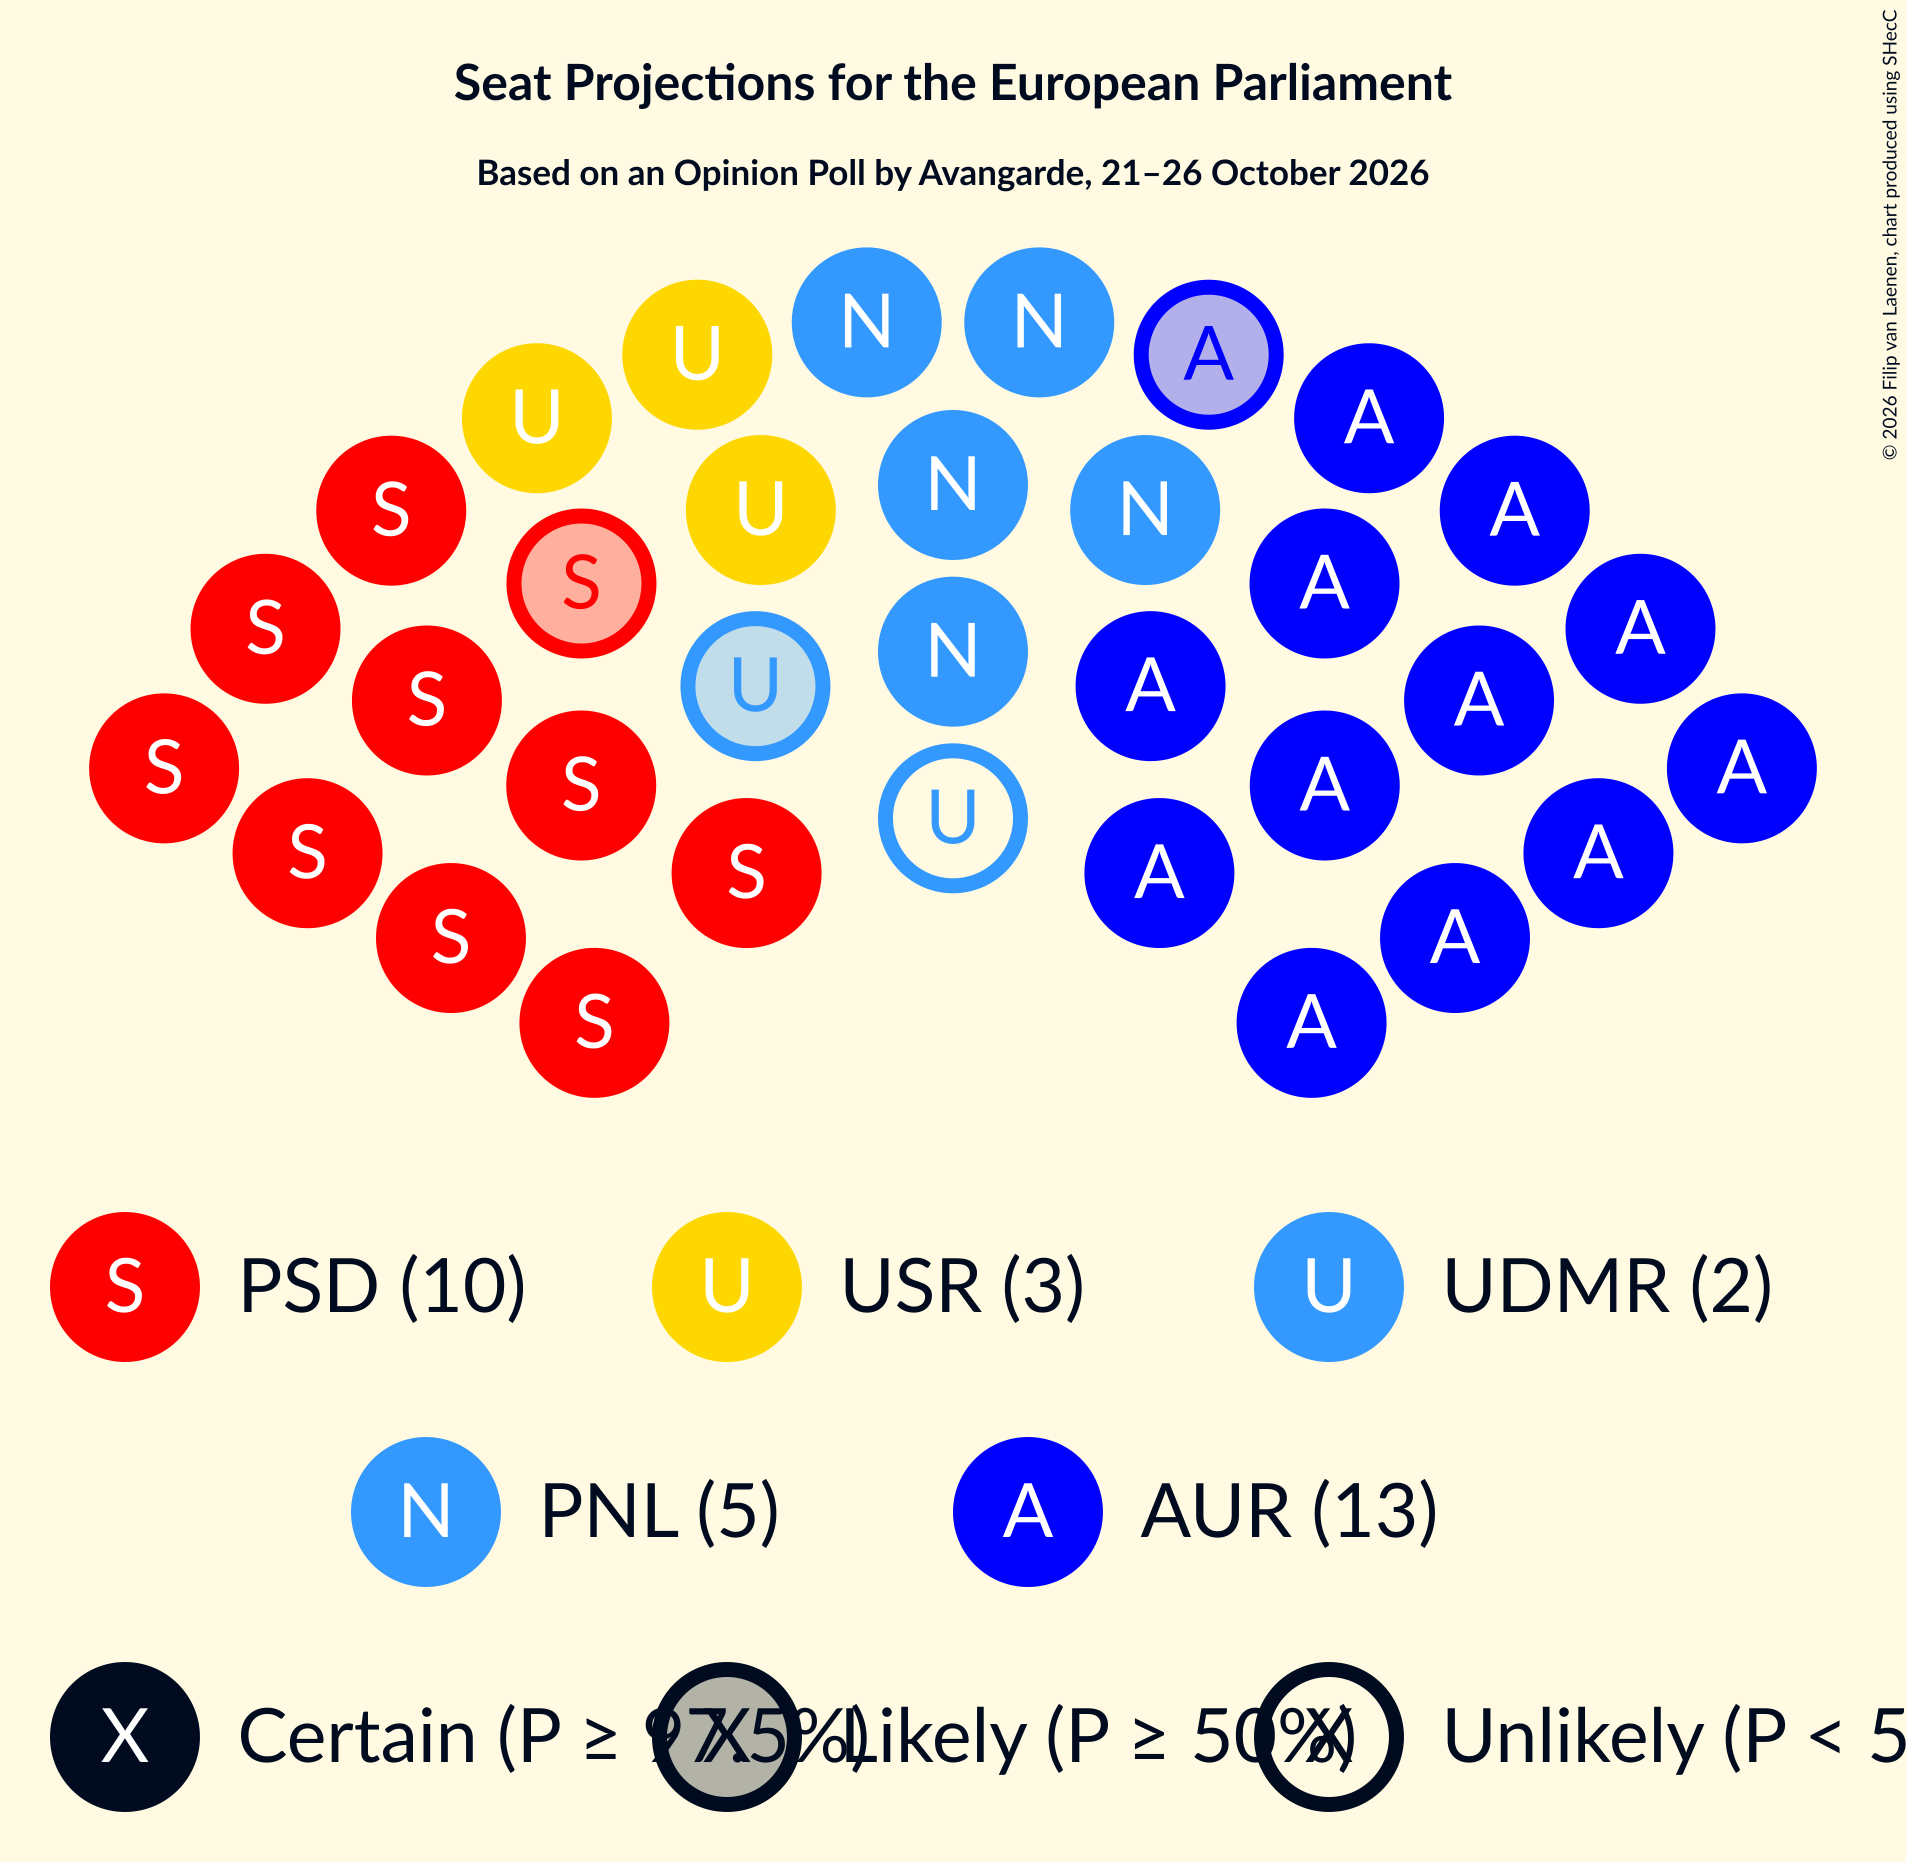 Seat Projections for the European Parliament
Based on an Opinion Poll by Avangarde, 21–26 October 2026
© 2026 Filip van Laenen, chart produced using SHecC
N N
U A
U A
N
S U N A
S A
S N A
S U A A
S A
S S A A
U
S A
S S A A
S A
S PSD (10) U USR (3) U UDMR (2)
N PNL (5) A AUR (13)
X Certain (P ≥ 97.5%) X Likely (P ≥ 50%) X Unlikely (P < 5